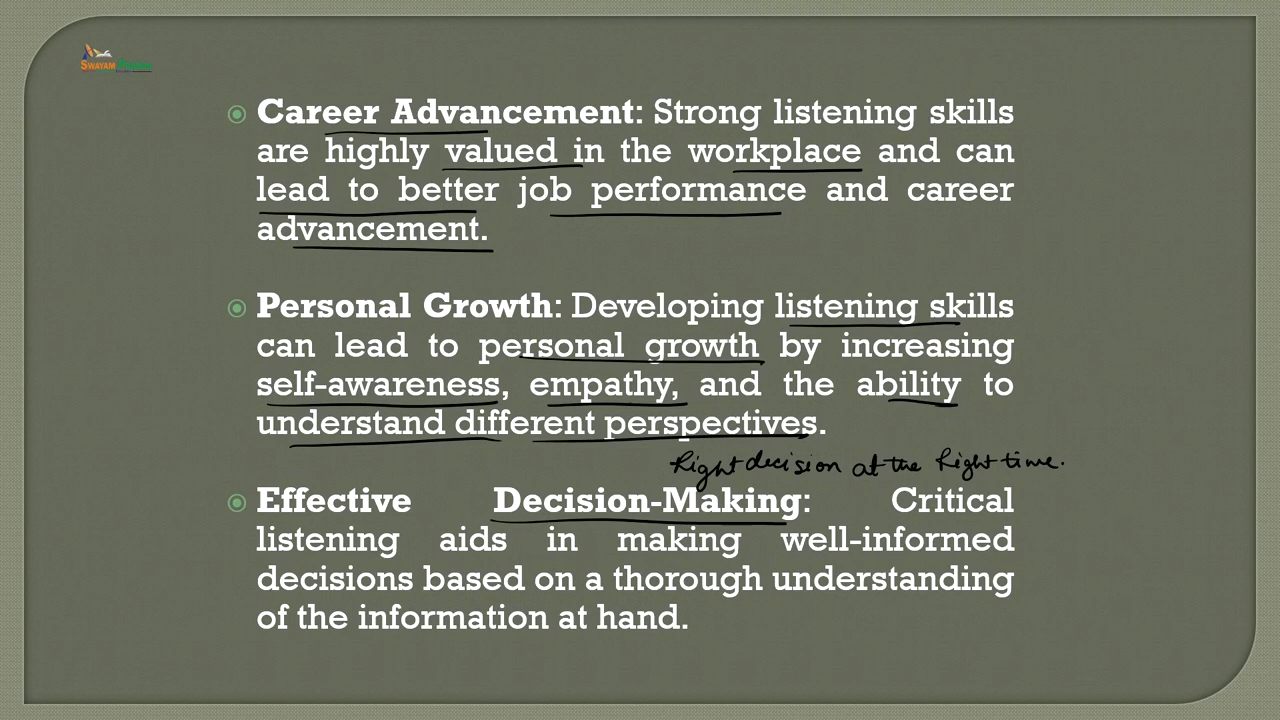 SWAYAM
Career Advancement: Strong listening skills
are highly valued in the workplace and can
lead to better job performance and career
advancement.
Personal Growth: Developing listening skills
can lead to personal growth by increasing
self-awareness, empathy, and the ability to
understand different perspectives.
Right decision at the Right time.
Effective Decision-Making: Critical
listening aids in making well-informed
decisions based on a thorough understanding
of the information at hand.